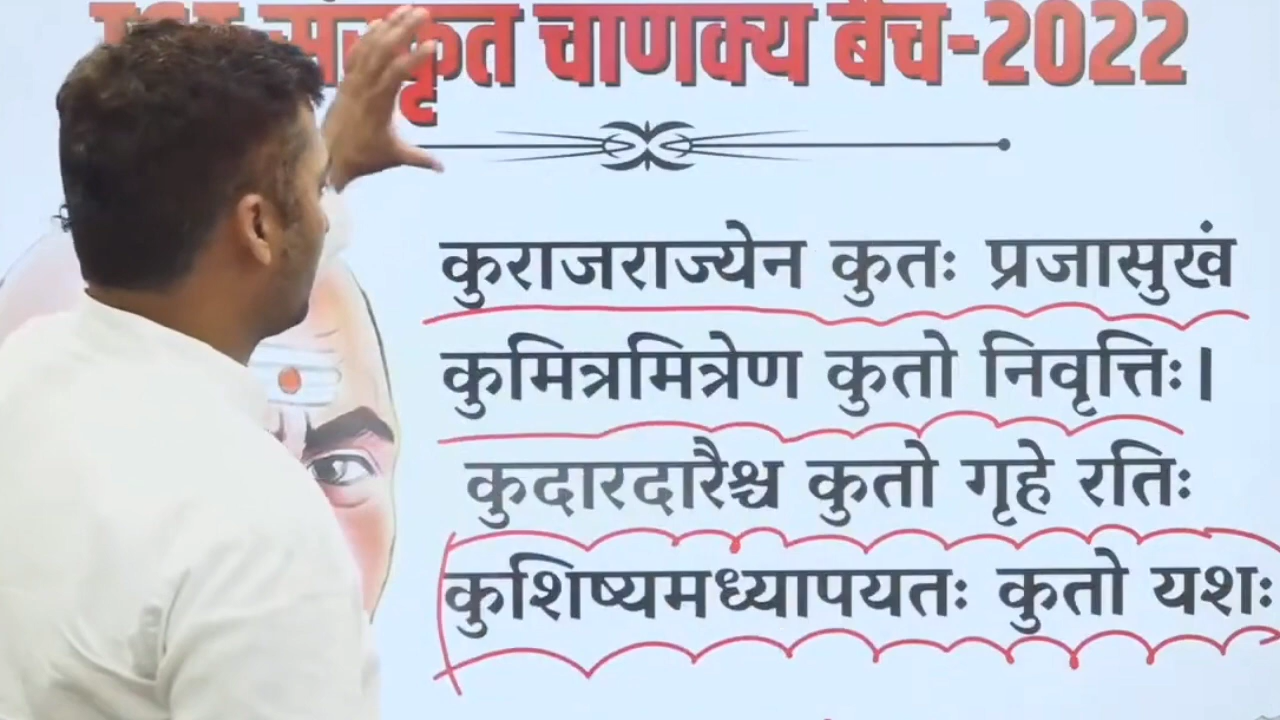 संस्कृत चाणक्य बैच-2022
कुराजराज्येन कुतः प्रजासुखं
कुमित्रमित्रेण कुतो निवृत्तिः।
कुदारदारैश्च कुतो गृहे रतिः
कुशिष्यमध्यापयतः कुतो यशः